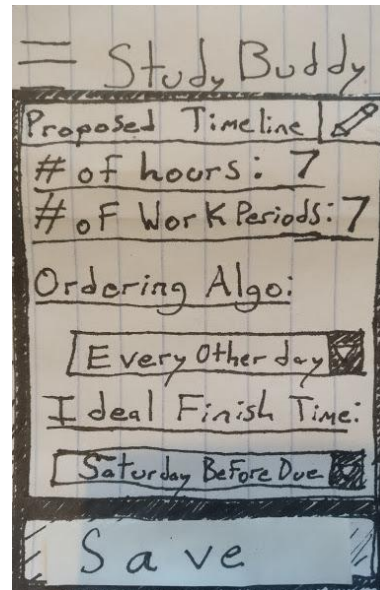 Study Buddy
Proposed Timeline
# of hours: 7
# of Work Periods: 7
Ordering Algo:
Every Other day
Ideal Finish Time:
Saturday Before Due
Save